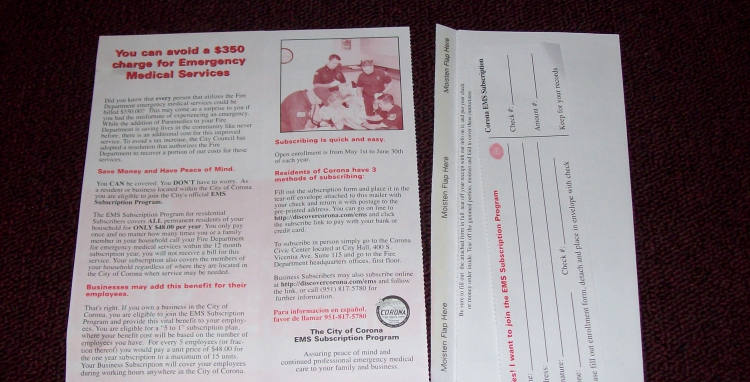 You can avoid a $350
charge for Emergency
Medical Services
Did you know that every person that utilizes the Fire
Department emergency medical services could be
billed $350.00? This may come as a surprise to you if
you had the misfortune of experiencing an emergency.
While the addition of Paramedics to your Fire
Department is saving lives in the community like never
before, there is an additional cost for this improved
service. To avoid a tax increase, the City Council has
adopted a resolution that authorizes the Fire
Department to recover a portion of our costs for these
services.
Save Money and Have Peace of Mind.
You CAN be covered. You DON'T have to worry. As
a resident or business located within the City of Corona
you are eligible to join the City's official EMS
Subscription Program.
The EMS Subscription Program for residential
Subscribers covers ALL permanent residents of your
household for ONLY $48.00 per year. You only pay
once and no matter how many times you or a family
member in your household call your Fire Department
for emergency medical services within the 12 month
subscription year, you will not receive a bill for this
service. Your subscription also covers the members of
your household regardless of where they are located in
the City of Corona when service may be needed.
Businesses may add this benefit for their
employees.
That's right. If you own a business in the City of
Corona, you are eligible to join the EMS Subscription
Program and provide this vital benefit to your employ-
ees. You are eligible for a "5 to 1" subscription plan,
where your benefit cost will be based on the number of
employees you have. For every 5 employees (or frac-
tion thereof) you would pay a unit price of $48.00 for
the one year subscription to a maximum of 15 units.
Your Business Subscription will cover your employees
during working hours anywhere in the City of Corona.
Subscribing is quick and easy.
Open enrollment is from May 1st to June 30th
of each year.
Residents of Corona have 3
methods of subscribing:
Fill out the subscription form and place it in the
tear-off envelope attached to this mailer with
your check and return it with postage to the
pre-printed address. You can go on line to
http://discovercorona.com/ems and click
the subscribe link to pay with your bank or
credit card.
To subscribe in person simply go to the Corona
Civic Center located at City Hall, 400 S.
Vicentia Ave. Suite 115 and go to the Fire
Department headquarters offices, first floor.
Business Subscribers may also subscribe online
at http://discovercorona.com/ems and follow
the link, or call (951) 817-5780 for
further information.
Para informacion en español,
favor de llamar 951-817-5780
CORONA
The City of Corona
EMS Subscription Program
Assuring peace of mind and
continued professional emergency medical
care to your family and business.
Moisten Flap Here
Moisten Flap Here
Moisten Flap Here
Corona EMS Subscription
Check #:
Amount #:
Keep for your records
es! I want to join the EMS Subscription Program
Check #:
ature:
ase fill out enrollment form, detach and place in envelope with check